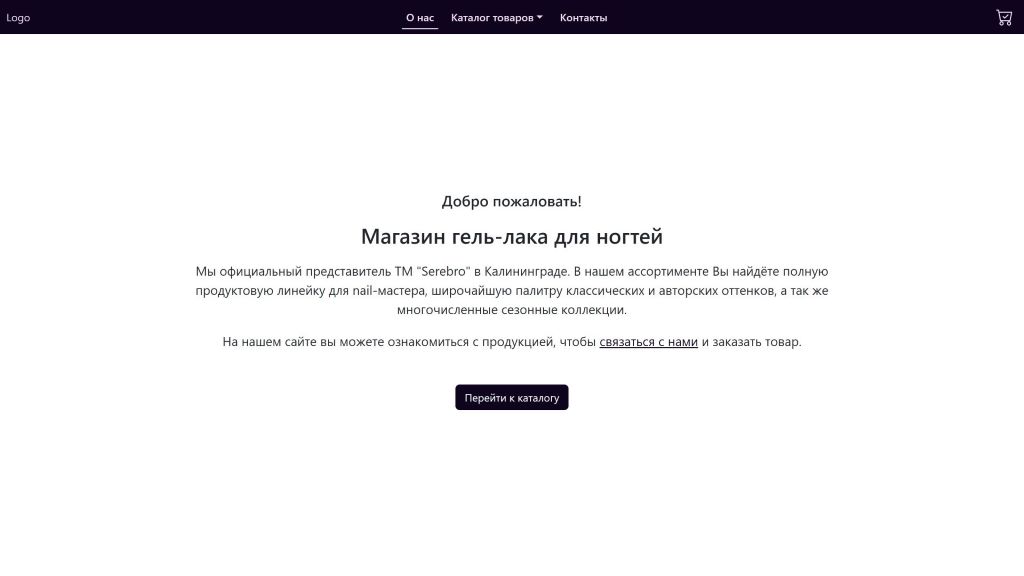 Logo
О нас
Каталог товаров
Контакты
Добро пожаловать!
Магазин гель-лака для ногтей
Мы официальный представитель ТМ "Serebro" в Калининграде. В нашем ассортименте Вы найдёте полную
продуктовую линейку для nail-мастера, широчайшую палитру классических и авторских оттенков, а так же
многочисленные сезонные коллекции.
На нашем сайте вы можете ознакомиться с продукцией, чтобы связаться с нами и заказать товар.
Перейти к каталогу